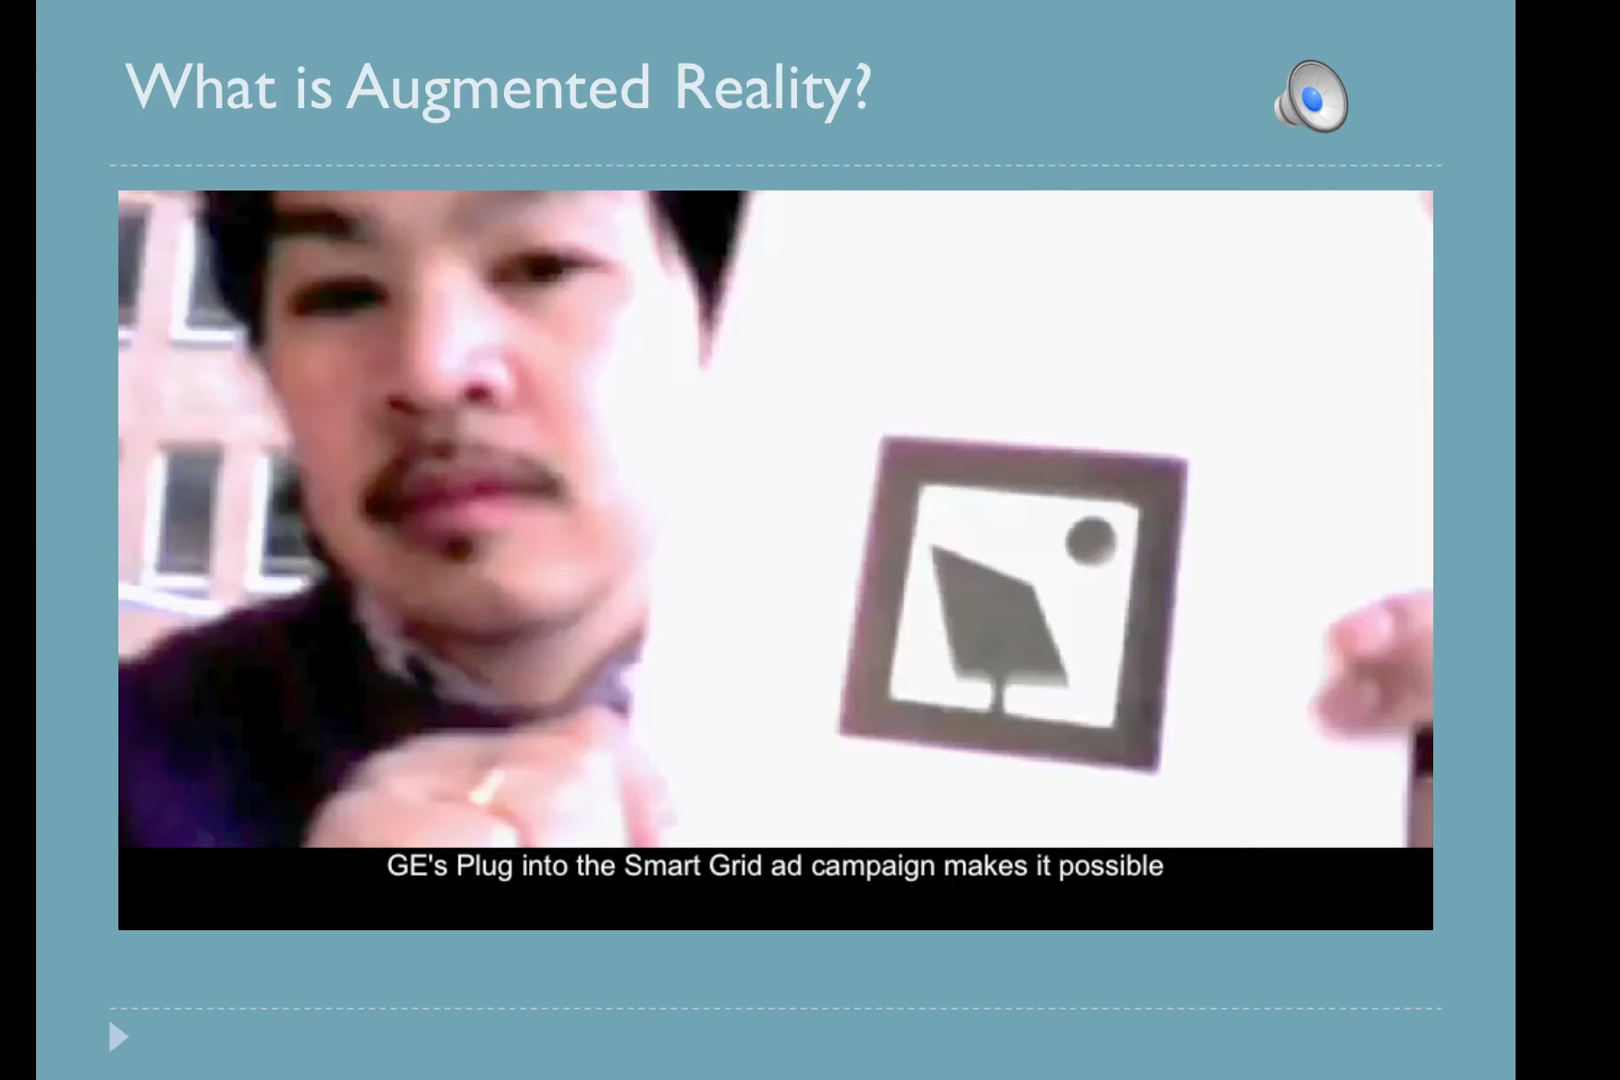 What is Augmented Reality?
GE's Plug into the Smart Grid ad campaign makes it possible